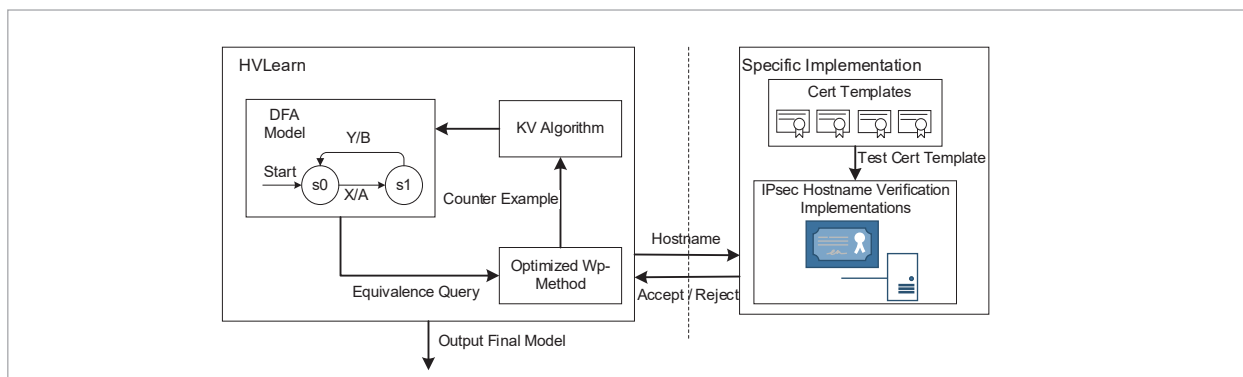 HVLearn
DFA
Model
Y/B
Start
s0
X/A
s1
KV Algorithm
Counter Example
Optimized Wp-
Method
Equivalence Query
Output Final Model
Hostname
Accept / Reject
Specific Implementation
Cert Templates
Test Cert Template
IPsec Hostname Verification
Implementations